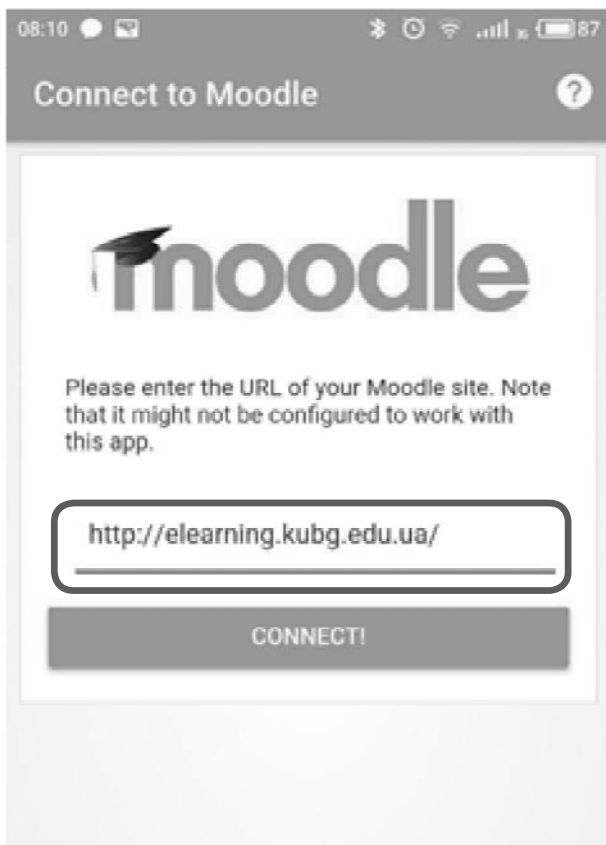 08:10 87
Connect to Moodle ?
moodle
Please enter the URL of your Moodle site. Note
that it might not be configured to work with
this app.
http://elearning.kubg.edu.ua/
CONNECT!